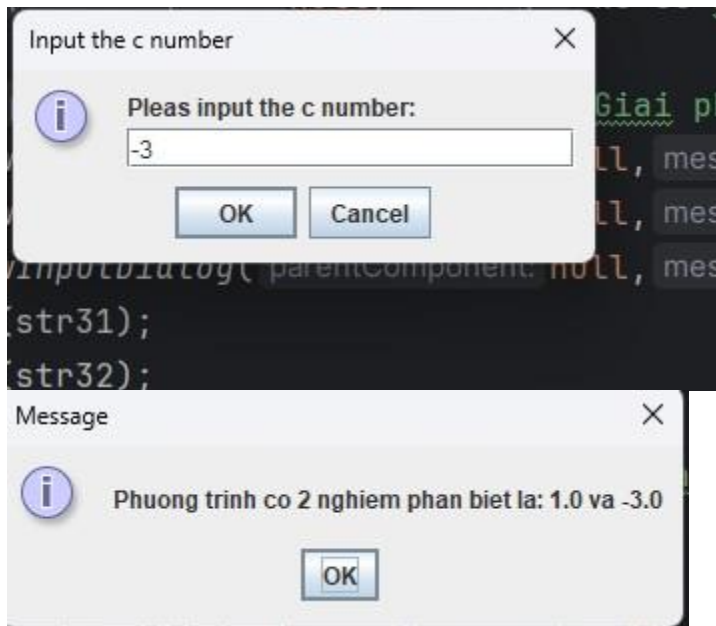 Input the c number
Pleas input the c number:
-3
OK Cancel
Giai
ll, mes
ll, mes
parentComponent: null, mes
(str31);
(str32);
Message
Phuong trinh co 2 nghiem phan biet la: 1.0 va -3.0
OK